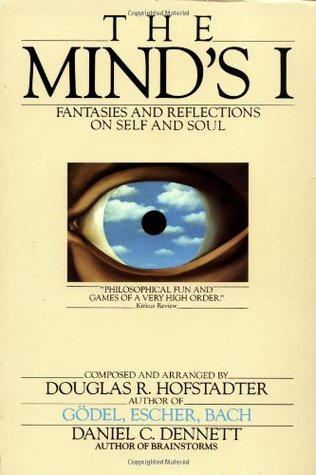 THE
MIND'S I
FANTASIES AND REFLECTIONS
ON SELF AND SOUL
"PHILOSOPHICAL FUN AND
GAMES OF A VERY HIGH ORDER."
Kirkus Review
COMPOSED AND ARRANGED BY
DOUGLAS R. HOFSTADTER
AUTHOR OF
GÖDEL, ESCHER, BACH
DANIEL C. DENNETT
AUTHOR OF BRAINSTORMS